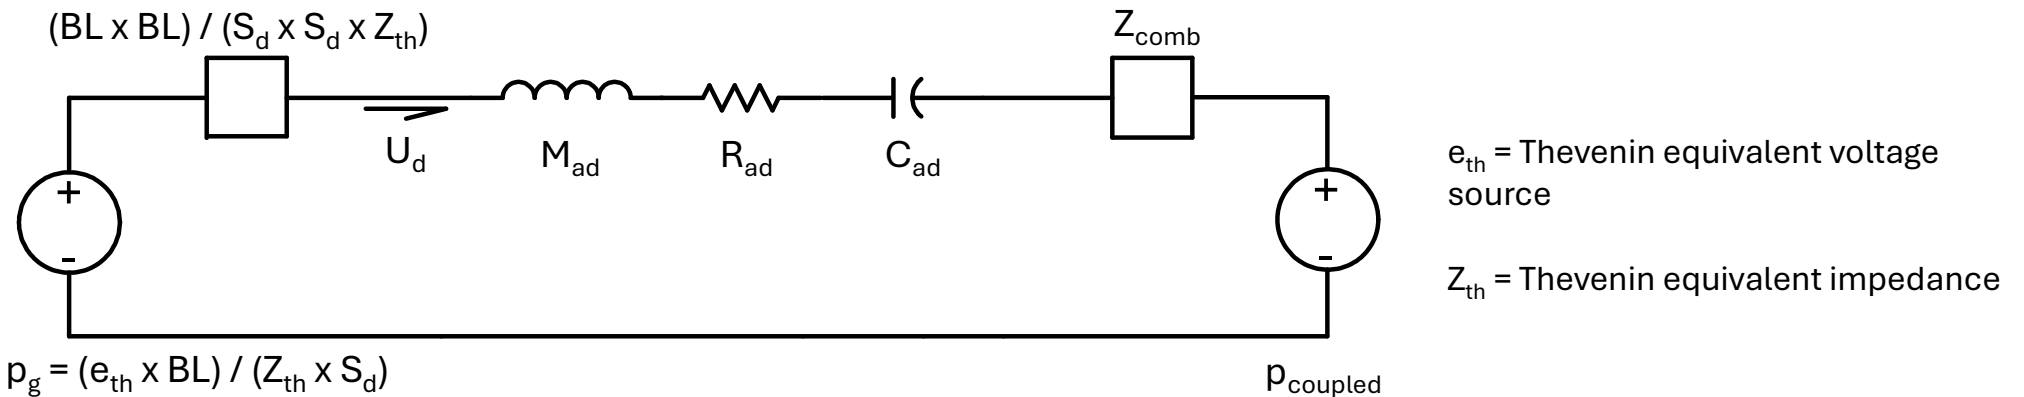 (BL x BL) / (Sd x Sd x Zth)
Zcomb
+
-
Ud
Mad
Rad
Cad
+
-
eth = Thevenin equivalent voltage
source
Zth = Thevenin equivalent impedance
pg = (eth x BL) / (Zth x Sd)
pcoupled